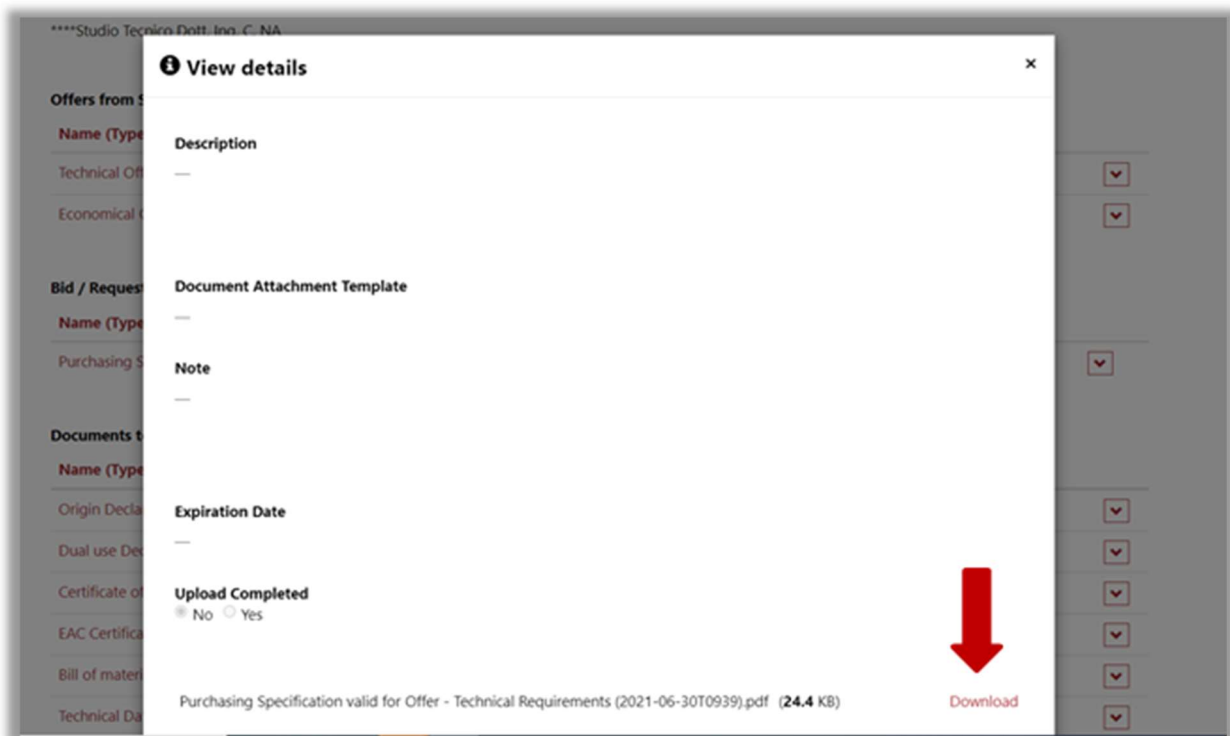 ****Studio Tecnico Dott. Ing. C. NA
View details
×
Offers from S
Name (Type
Description
—
Technical Of
Economical
Bid / Reques
Document Attachment Template
—
Name (Type
Purchasing S
Note
—
Documents t
Name (Type
Origin Decla
Expiration Date
—
Dual use Dec
Certificate of
Upload Completed
No Yes
EAC Certifica
Bill of materi
Purchasing Specification valid for Offer - Technical Requirements (2021-06-30T0939).pdf (24.4 KB) Download
Technical Da